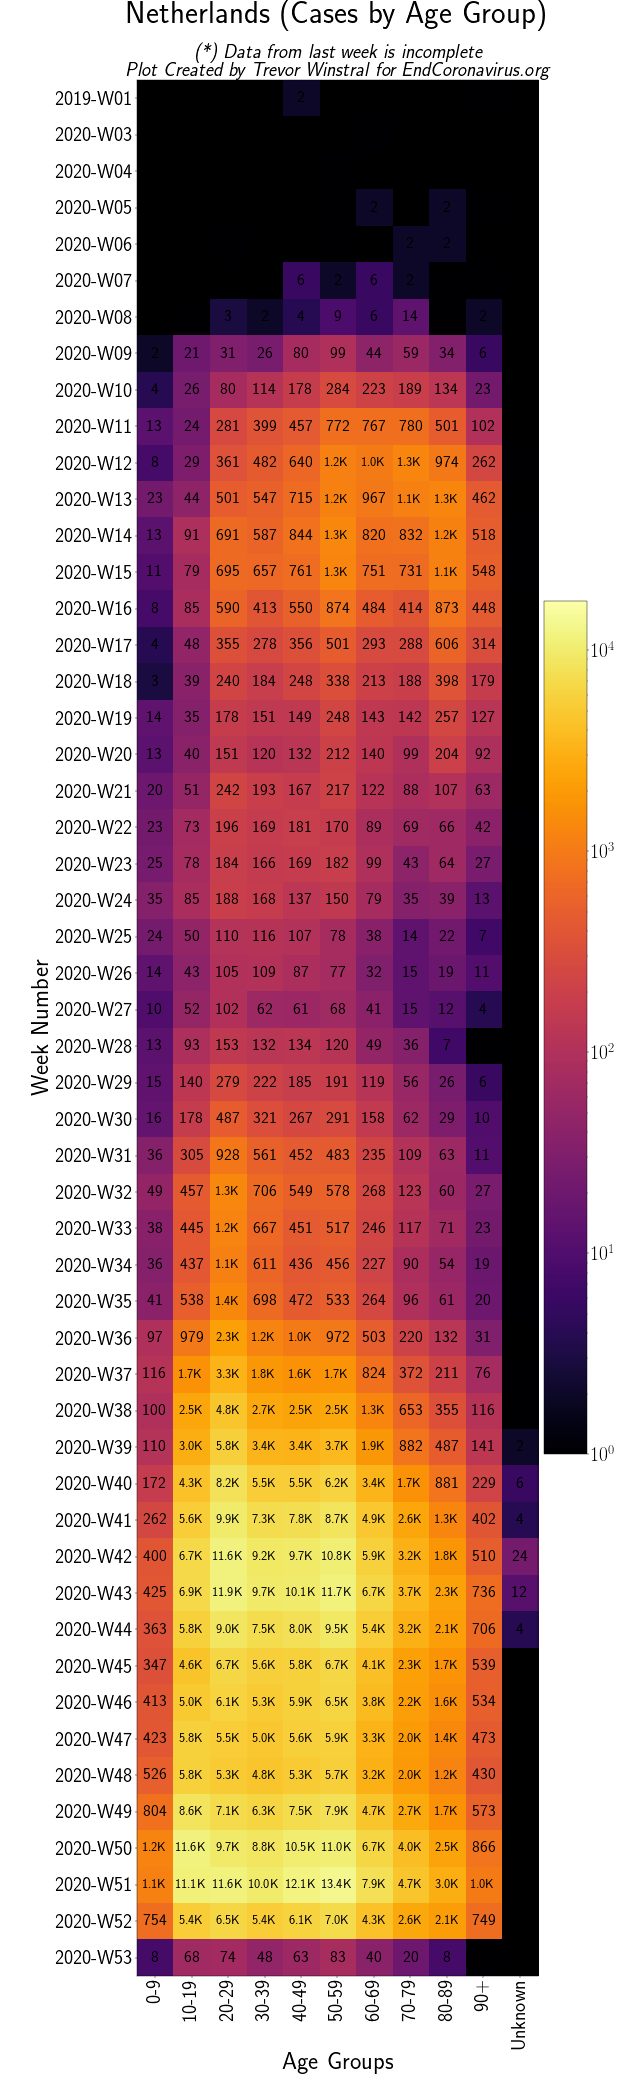 Netherlands (Cases by Age Group)
(*) Data from last week is incomplete
Plot Created by Trevor Winstral for EndCoronavirus.org
2019-W01 2
2020-W03
2020-W04
2020-W05 2 2
2020-W06 2 2
2020-W07 6 2 6 2
2020-W08 3 2 4 9 6 14 2
2020-W09 2 21 31 26 80 99 44 59 34 6
2020-W10 4 26 80 114 178 284 223 189 134 23
2020-W11 13 24 281 399 457 772 767 780 501 102
2020-W12 8 29 361 482 640 1.2K 1.0K 1.3K 974 262
2020-W13 23 44 501 547 715 1.2K 967 1.1K 1.3K 462
2020-W14 13 91 691 587 844 1.3K 820 832 1.2K 518
2020-W15 11 79 695 657 761 1.3K 751 731 1.1K 548
2020-W16 8 85 590 413 550 874 484 414 873 448
2020-W17 4 48 355 278 356 501 293 288 606 314
2020-W18 3 39 240 184 248 338 213 188 398 179
2020-W19 14 35 178 151 149 248 143 142 257 127
2020-W20 13 40 151 120 132 212 140 99 204 92
2020-W21 20 51 242 193 167 217 122 88 107 63
2020-W22 23 73 196 169 181 170 89 69 66 42
2020-W23 25 78 184 166 169 182 99 43 64 27
2020-W24 35 85 188 168 137 150 79 35 39 13
2020-W25 24 50 110 116 107 78 38 14 22 7
2020-W26 14 43 105 109 87 77 32 15 19 11
2020-W27 10 52 102 62 61 68 41 15 12 4
2020-W28 13 93 153 132 134 120 49 36 7
2020-W29 15 140 279 222 185 191 119 56 26 6
2020-W30 16 178 487 321 267 291 158 62 29 10
2020-W31 36 305 928 561 452 483 235 109 63 11
2020-W32 49 457 1.3K 706 549 578 268 123 60 27
2020-W33 38 445 1.2K 667 451 517 246 117 71 23
2020-W34 36 437 1.1K 611 436 456 227 90 54 19
2020-W35 41 538 1.4K 698 472 533 264 96 61 20
2020-W36 97 979 2.3K 1.2K 1.0K 972 503 220 132 31
2020-W37 116 1.7K 3.3K 1.8K 1.6K 1.7K 824 372 211 76
2020-W38 100 2.5K 4.8K 2.7K 2.5K 2.5K 1.3K 653 355 116
2020-W39 110 3.0K 5.8K 3.4K 3.4K 3.7K 1.9K 882 487 141 2
2020-W40 172 4.3K 8.2K 5.5K 5.5K 6.2K 3.4K 1.7K 881 229 6
2020-W41 262 5.6K 9.9K 7.3K 7.8K 8.7K 4.9K 2.6K 1.3K 402 4
2020-W42 400 6.7K 11.6K 9.2K 9.7K 10.8K 5.9K 3.2K 1.8K 510 24
2020-W43 425 6.9K 11.9K 9.7K 10.1K 11.7K 6.7K 3.7K 2.3K 736 12
2020-W44 363 5.8K 9.0K 7.5K 8.0K 9.5K 5.4K 3.2K 2.1K 706 4
2020-W45 347 4.6K 6.7K 5.6K 5.8K 6.7K 4.1K 2.3K 1.7K 539
2020-W46 413 5.0K 6.1K 5.3K 5.9K 6.5K 3.8K 2.2K 1.6K 534
2020-W47 423 5.8K 5.5K 5.0K 5.6K 5.9K 3.3K 2.0K 1.4K 473
2020-W48 526 5.8K 5.3K 4.8K 5.3K 5.7K 3.2K 2.0K 1.2K 430
2020-W49 804 8.6K 7.1K 6.3K 7.5K 7.9K 4.7K 2.7K 1.7K 573
2020-W50 1.2K 11.6K 9.7K 8.8K 10.5K 11.0K 6.7K 4.0K 2.5K 866
2020-W51 1.1K 11.1K 11.6K 10.0K 12.1K 13.4K 7.9K 4.7K 3.0K 1.0K
2020-W52 754 5.4K 6.5K 5.4K 6.1K 7.0K 4.3K 2.6K 2.1K 749
2020-W53 8 68 74 48 63 83 40 20 8
0-9 10-19 20-29 30-39 40-49 50-59 60-69 70-79 80-89 90+ Unknown
Age Groups
Week Number
10⁴
10³
10²
10¹
10⁰